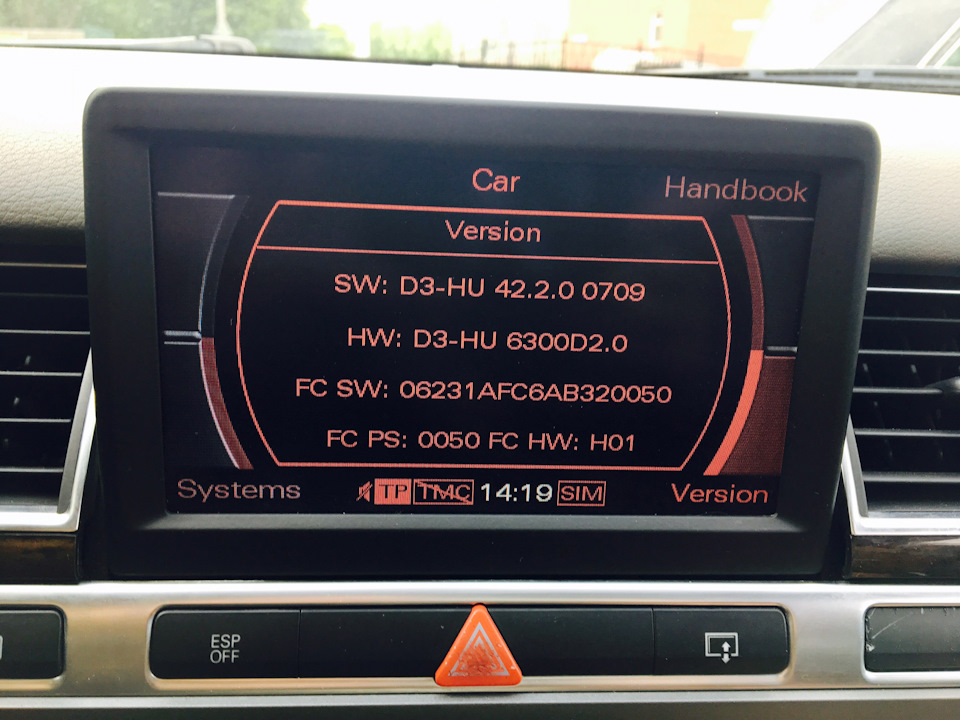 Car
Handbook
Version
SW: D3-HU 42.2.0 0709
HW: D3-HU 6300D2.0
FC SW: 06231AFC6AB320050
FC PS: 0050 FC HW: H01
Systems
TP TMC 14:19 SIM
Version
ESP
OFF